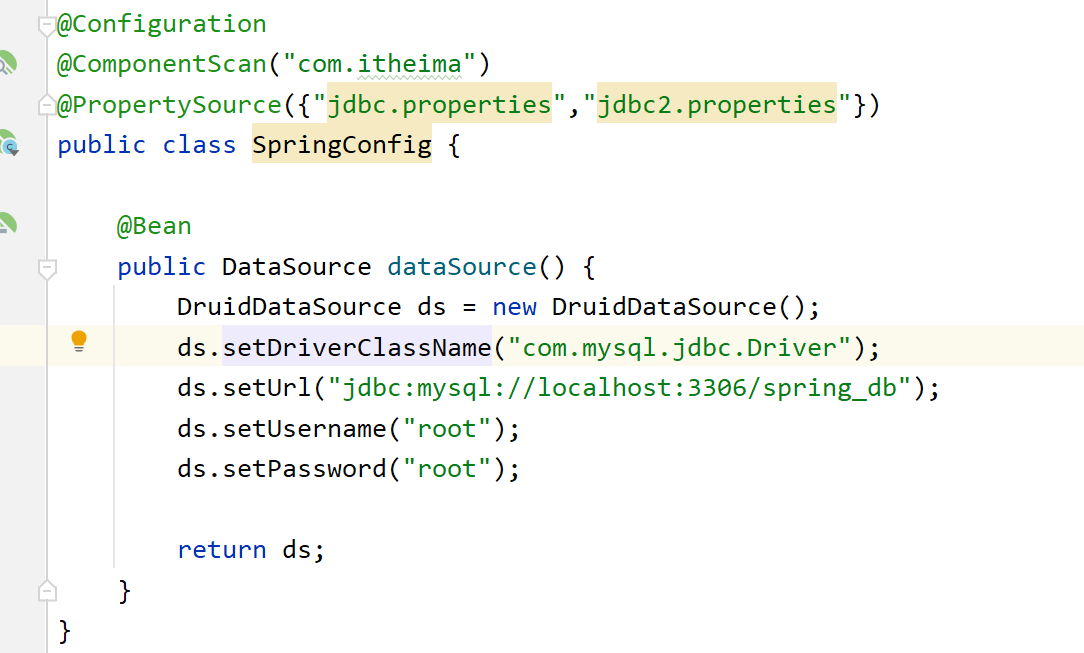 @Configuration
@ComponentScan("com.itheima")
@PropertySource({"jdbc.properties","jdbc2.properties"})
public class SpringConfig {
@Bean
public DataSource dataSource() {
DruidDataSource ds = new DruidDataSource();
ds.setDriverClassName("com.mysql.jdbc.Driver");
ds.setUrl("jdbc:mysql://localhost:3306/spring_db");
ds.setUsername("root");
ds.setPassword("root");
return ds;
}
}